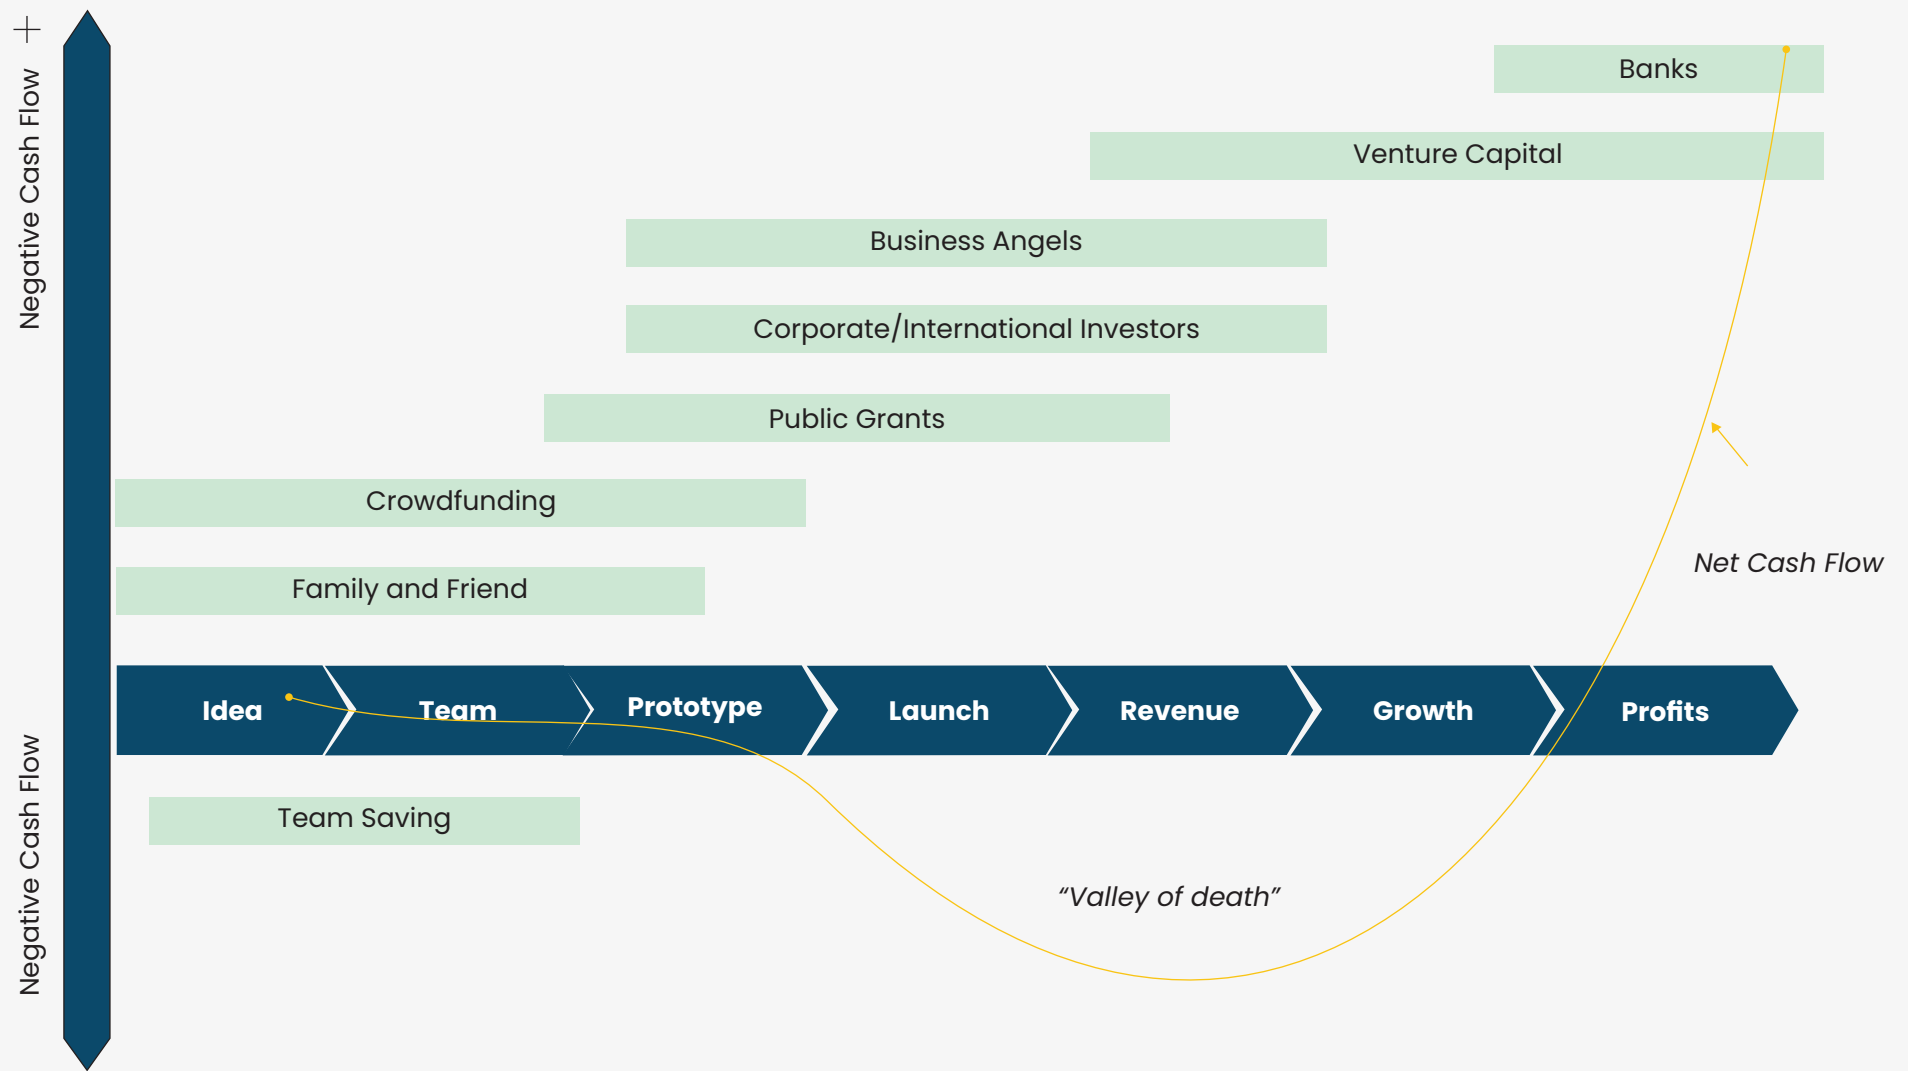 +
Negative Cash Flow
Banks
Venture Capital
Business Angels
Corporate/International Investors
Public Grants
Crowdfunding
Family and Friend
Net Cash Flow
Idea
Team
Prototype
Launch
Revenue
Growth
Profits
Negative Cash Flow
Team Saving
“Valley of death”